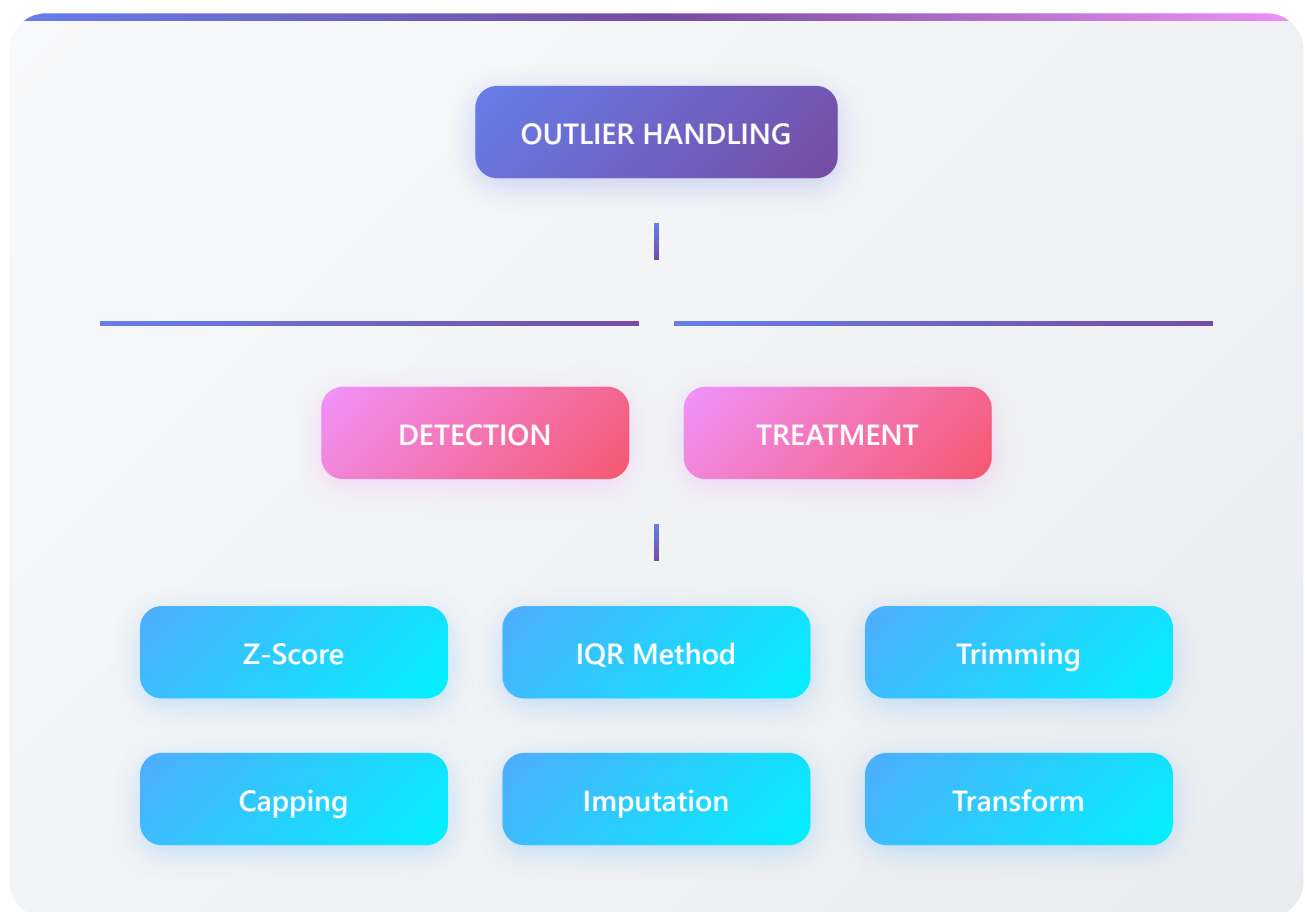 OUTLIER HANDLING
DETECTION
TREATMENT
Z-Score
IQR Method
Trimming
Capping
Imputation
Transform